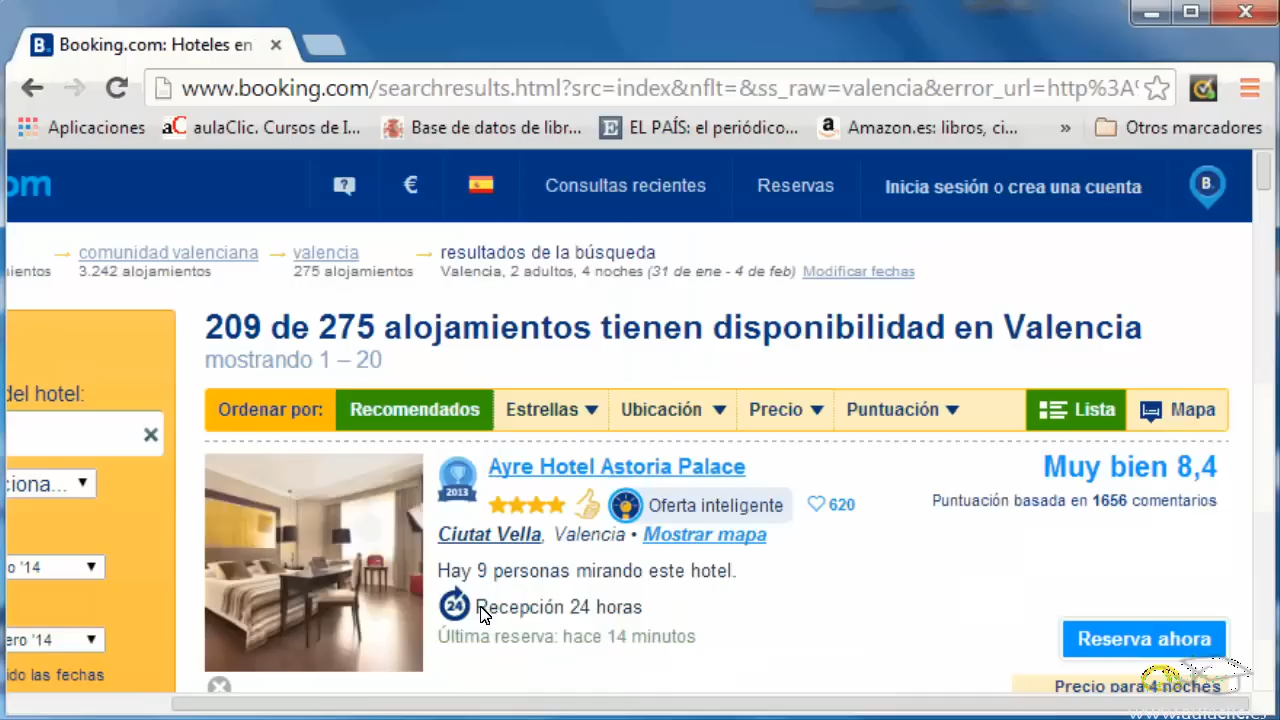 Booking.com: Hoteles en
www.booking.com/searchresults.html?src=index&nflt=&ss_raw=valencia&error_url=http%3A%
Aplicaciones aulaClic. Cursos de I... Base de datos de libr... EL PAÍS: el periódico... Amazon.es: libros, ci... » Otros marcadores
om € Consultas recientes Reservas Inicia sesión o crea una cuenta B.
→ comunidad valenciana → valencia → resultados de la búsqueda
ientos 3.242 alojamientos 275 alojamientos Valencia, 2 adultos, 4 noches (31 de ene - 4 de feb) Modificar fechas
209 de 275 alojamientos tienen disponibilidad en Valencia
mostrando 1 – 20
del hotel:
Ordenar por: Recomendados Estrellas Ubicación Precio Puntuación Lista Mapa
ciona...
Ayre Hotel Astoria Palace Muy bien 8,4
2013 Oferta inteligente 620 Puntuación basada en 1656 comentarios
Ciutat Vella, Valencia • Mostrar mapa
o '14
Hay 9 personas mirando este hotel.
24 Recepción 24 horas
ero '14
Última reserva: hace 14 minutos Reserva ahora
ido las fechas
Precio para 4 noches
www.aulaclic.es